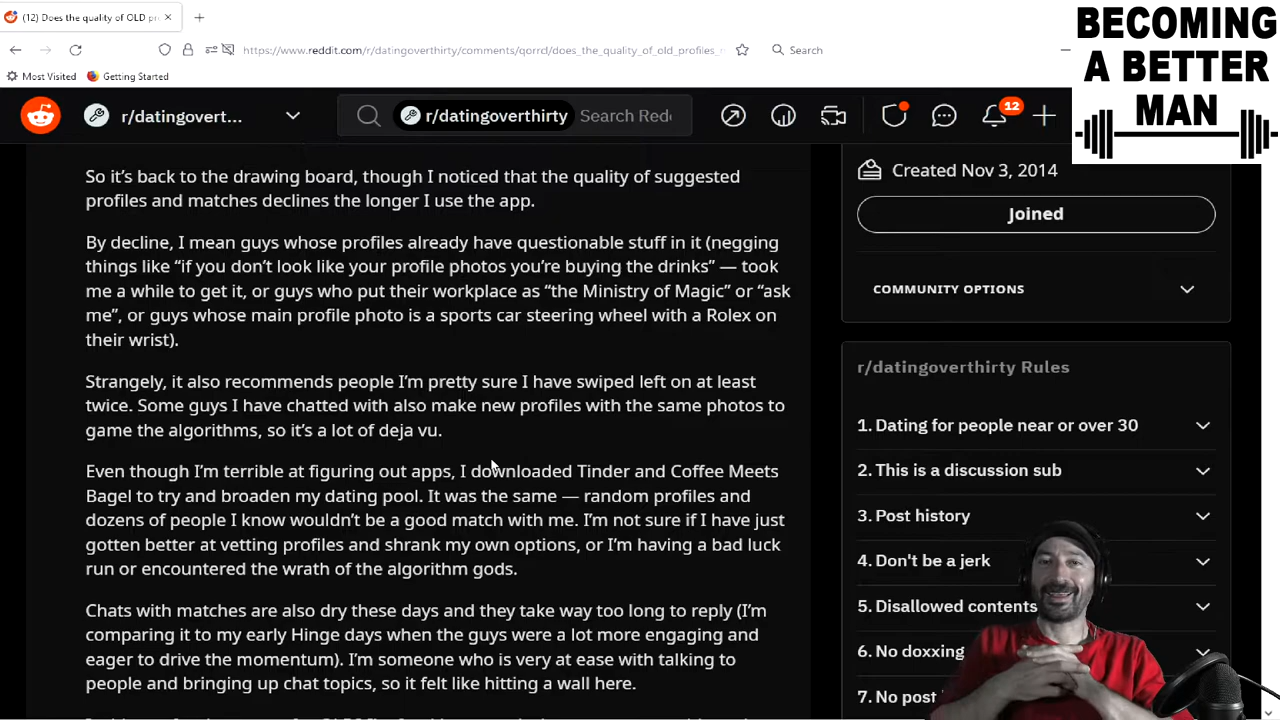 (12) Does the quality of OLD pr
https://www.reddit.com/r/datingoverthirty/comments/qorrd/does_the_quality_of_old_profiles_
Search
Most Visited
Getting Started
BECOMING
A BETTER
MAN
r/datingovert...
r/datingoverthirty
Search Red
12
So it's back to the drawing board, though I noticed that the quality of suggested
profiles and matches declines the longer I use the app.
By decline, I mean guys whose profiles already have questionable stuff in it (negging
things like “if you don't look like your profile photos you're buying the drinks” — took
me a while to get it, or guys who put their workplace as “the Ministry of Magic” or “ask
me”, or guys whose main profile photo is a sports car steering wheel with a Rolex on
their wrist).
Strangely, it also recommends people I'm pretty sure I have swiped left on at least
twice. Some guys I have chatted with also make new profiles with the same photos to
game the algorithms, so it's a lot of deja vu.
Even though I'm terrible at figuring out apps, I downloaded Tinder and Coffee Meets
Bagel to try and broaden my dating pool. It was the same — random profiles and
dozens of people I know wouldn't be a good match with me. I'm not sure if I have just
gotten better at vetting profiles and shrank my own options, or I'm having a bad luck
run or encountered the wrath of the algorithm gods.
Chats with matches are also dry these days and they take way too long to reply (I'm
comparing it to my early Hinge days when the guys were a lot more engaging and
eager to drive the momentum). I'm someone who is very at ease with talking to
people and bringing up chat topics, so it felt like hitting a wall here.
Created Nov 3, 2014
Joined
COMMUNITY OPTIONS
r/datingoverthirty Rules
1. Dating for people near or over 30
2. This is a discussion sub
3. Post history
4. Don't be a jerk
5. Disallowed contents
6. No doxxing
7. No post